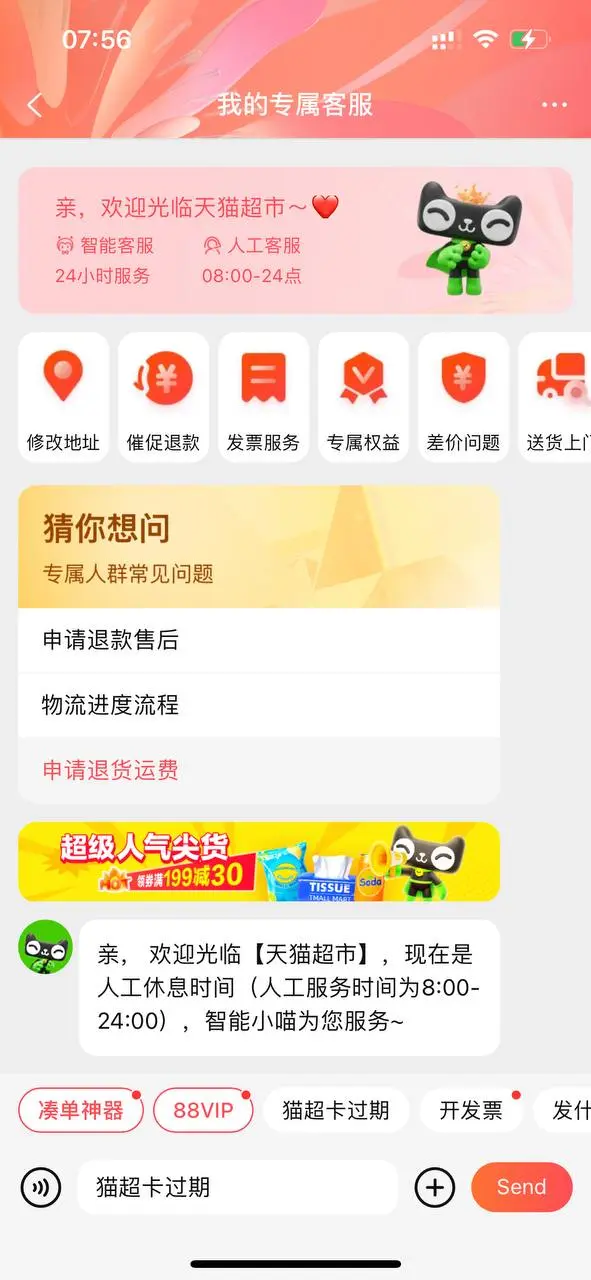 07:56
我的专属客服
亲，欢迎光临天猫超市～❤️
智能客服 人工客服
24小时服务 08:00-24点
修改地址 催促退款 发票服务 专属权益 差价问题 送货上门
猜你想问
专属人群常见问题
申请退款售后
物流进度流程
申请退货运费
超级人气尖货
HOT 领券满199减30
TISSUE
TMALL MART
Soda
亲， 欢迎光临【天猫超市】，现在是
人工休息时间（人工服务时间为8:00-
24:00），智能小喵为您服务~
凑单神器 88VIP 猫超卡过期 开发票 发什
猫超卡过期
Send